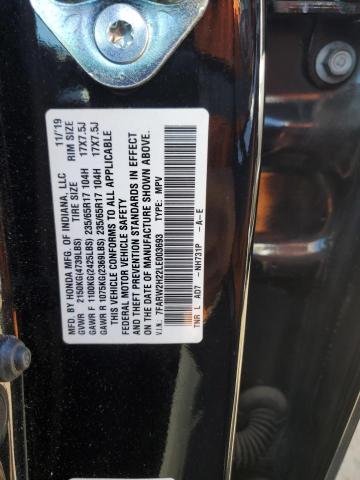 MFD. BY HONDA MFG. OF INDIANA, LLC 11/'19
GVWR 2150KG(4739LBS) TIRE SIZE RIM SIZE
GAWR F 1100KG(2425LBS) 235/65R17 104H 17X7.5J
GAWR R 1075KG(2369LBS) 235/65R17 104H 17X7.5J
THIS VEHICLE CONFORMS TO ALL APPLICABLE
FEDERAL MOTOR VEHICLE SAFETY
AND THEFT PREVENTION STANDARDS IN EFFECT
ON THE DATE OF MANUFACTURE SHOWN ABOVE.
V.I.N. 7FARW2H22LE003693 TYPE: MPV
TNR L A07 -NH731P -A-E